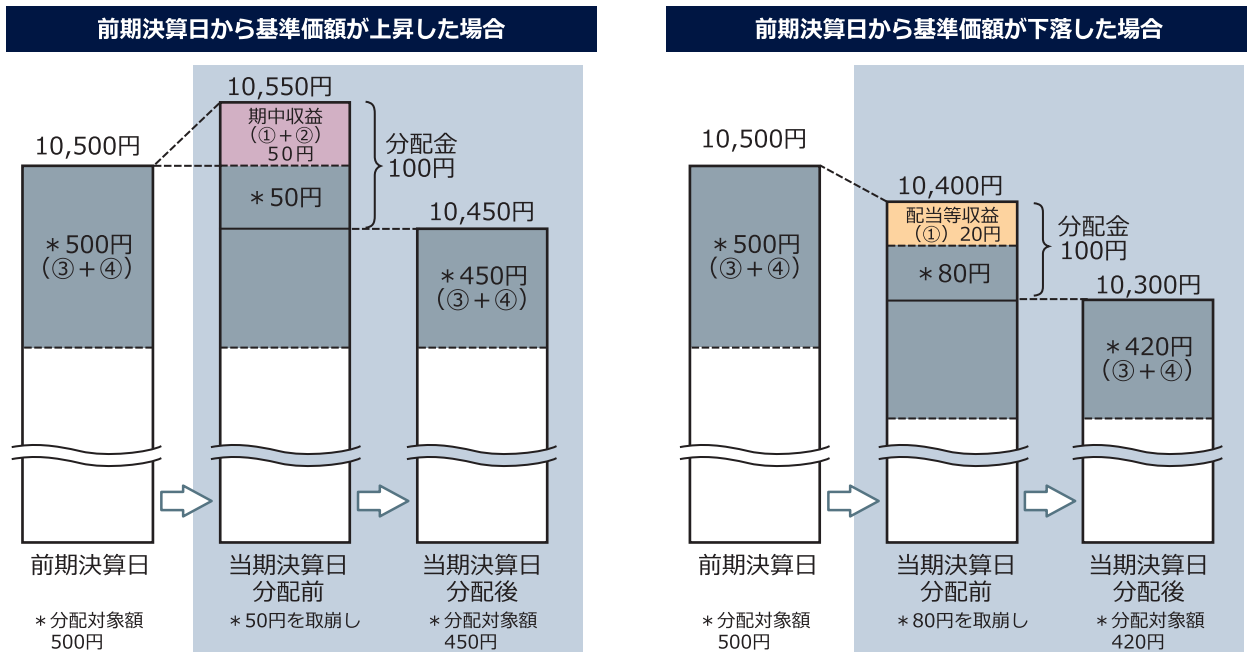 前期決算日から基準価額が上昇した場合
10,550円
期中収益
（①＋②）
50円
10,500円
分配金
100円
＊50円
10,450円
＊500円
（③＋④）
＊450円
（③＋④）
前期決算日
当期決算日
分配前
当期決算日
分配後
＊分配対象額
500円
＊50円を取崩し
＊分配対象額
450円
前期決算日から基準価額が下落した場合
10,500円
10,400円
配当等収益
（①）20円
分配金
100円
＊500円
（③＋④）
＊80円
10,300円
＊420円
（③＋④）
前期決算日
当期決算日
分配前
当期決算日
分配後
＊分配対象額
500円
＊80円を取崩し
＊分配対象額
420円